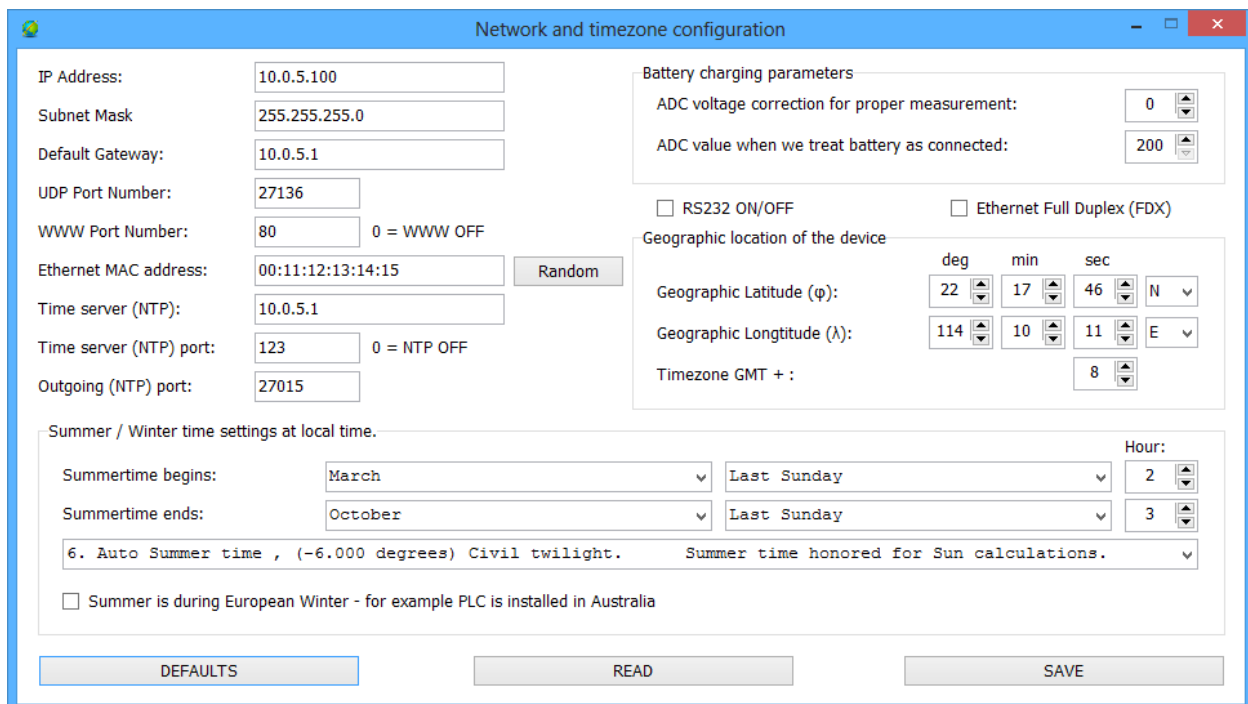 Network and timezone configuration
IP Address: 10.0.5.100
Subnet Mask 255.255.255.0
Default Gateway: 10.0.5.1
UDP Port Number: 27136
WWW Port Number: 80 0 = WWW OFF
Ethernet MAC address: 00:11:12:13:14:15 Random
Time server (NTP): 10.0.5.1
Time server (NTP) port: 123 0 = NTP OFF
Outgoing (NTP) port: 27015
Battery charging parameters
ADC voltage correction for proper measurement: 0
ADC value when we treat battery as connected: 200
RS232 ON/OFF Ethernet Full Duplex (FDX)
Geographic location of the device
deg min sec
Geographic Latitude (φ): 22 17 46 N
Geographic Longtitude (λ): 114 10 11 E
Timezone GMT + : 8
Summer / Winter time settings at local time.
Hour:
Summertime begins: March Last Sunday 2
Summertime ends: October Last Sunday 3
6. Auto Summer time , (-6.000 degrees) Civil twilight. Summer time honored for Sun calculations.
Summer is during European Winter - for example PLC is installed in Australia
DEFAULTS READ SAVE